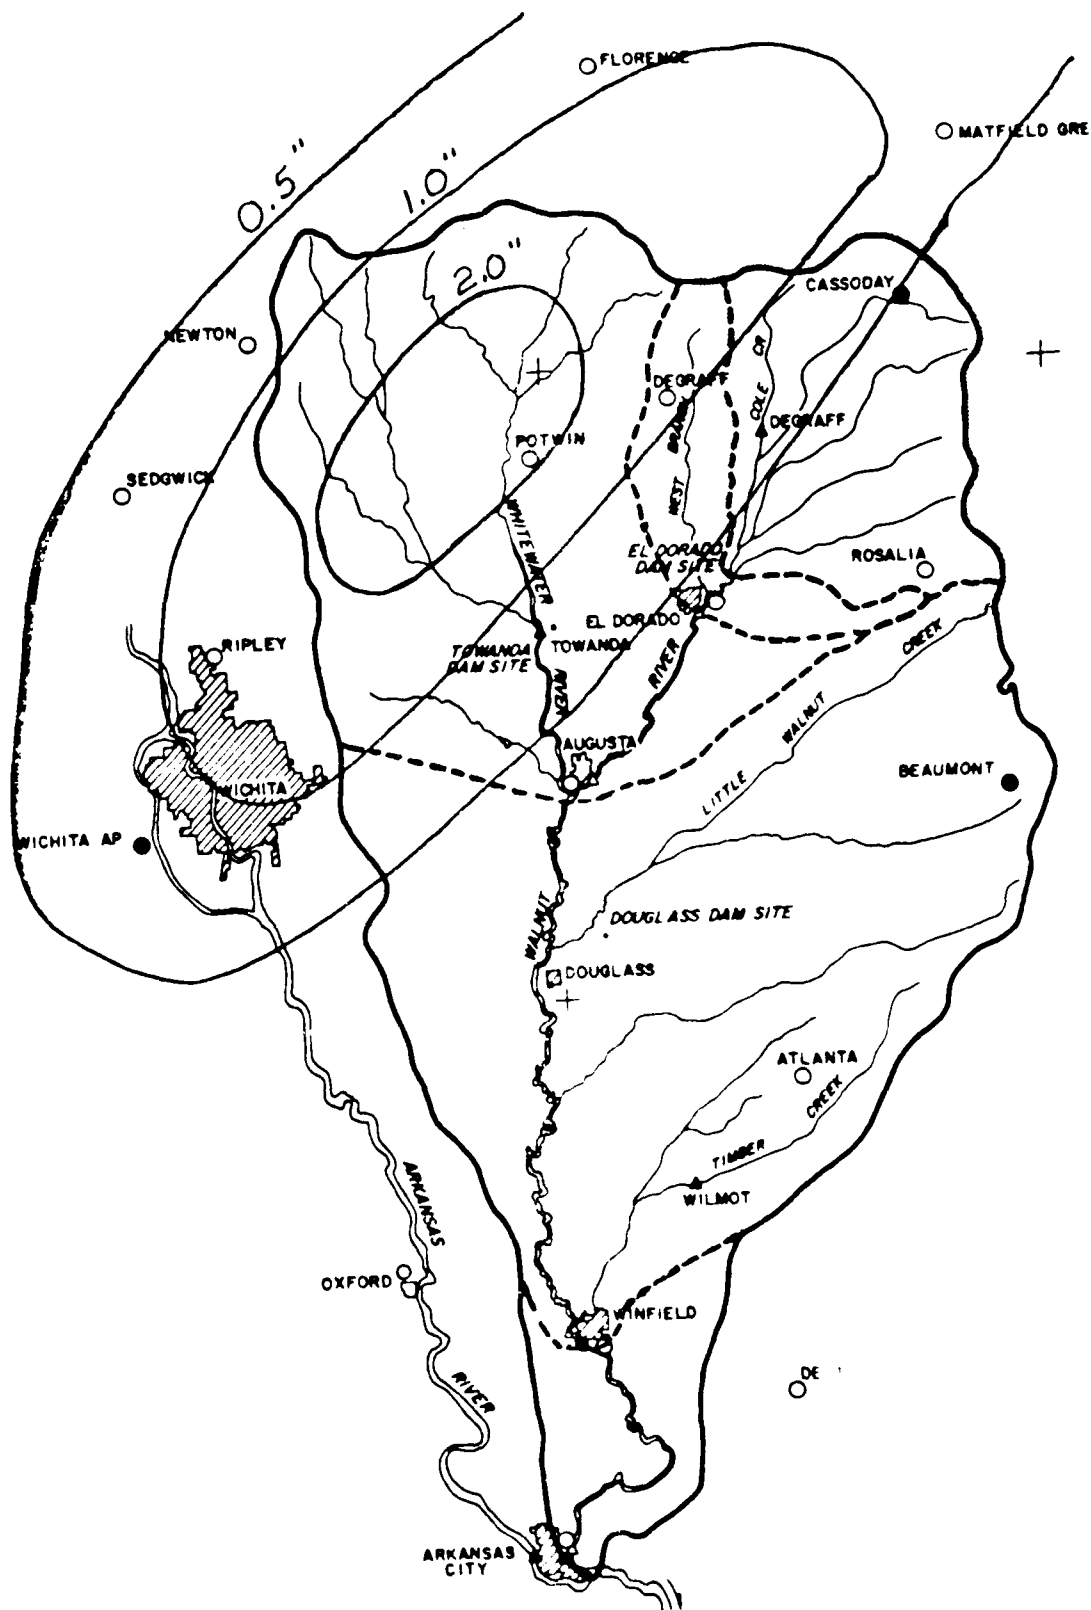 FLORENCE
MATFIELD GRE
0.5"
1.0"
2.0"
CASSODAY
NEWTON
DEGRAFF
COLE CR
DEGRAFF
POTWIN
WEST BRANCH
SEDGWICK
WHITEWATER
RIVER
EL DORADO
DAM SITE
ROSALIA
EL DORADO
TOWANDA
TOWANDA
DAM SITE
RIPLEY
RIVER
LITTLE WALNUT CREEK
AUGUSTA
BEAUMONT
WICHITA
WICHITA AP
WALNUT
DOUGLASS DAM SITE
DOUGLASS
ATLANTA
TIMBER CREEK
WILMOT
ARKANSAS
RIVER
OXFORD
WINFIELD
DE
ARKANSAS
CITY